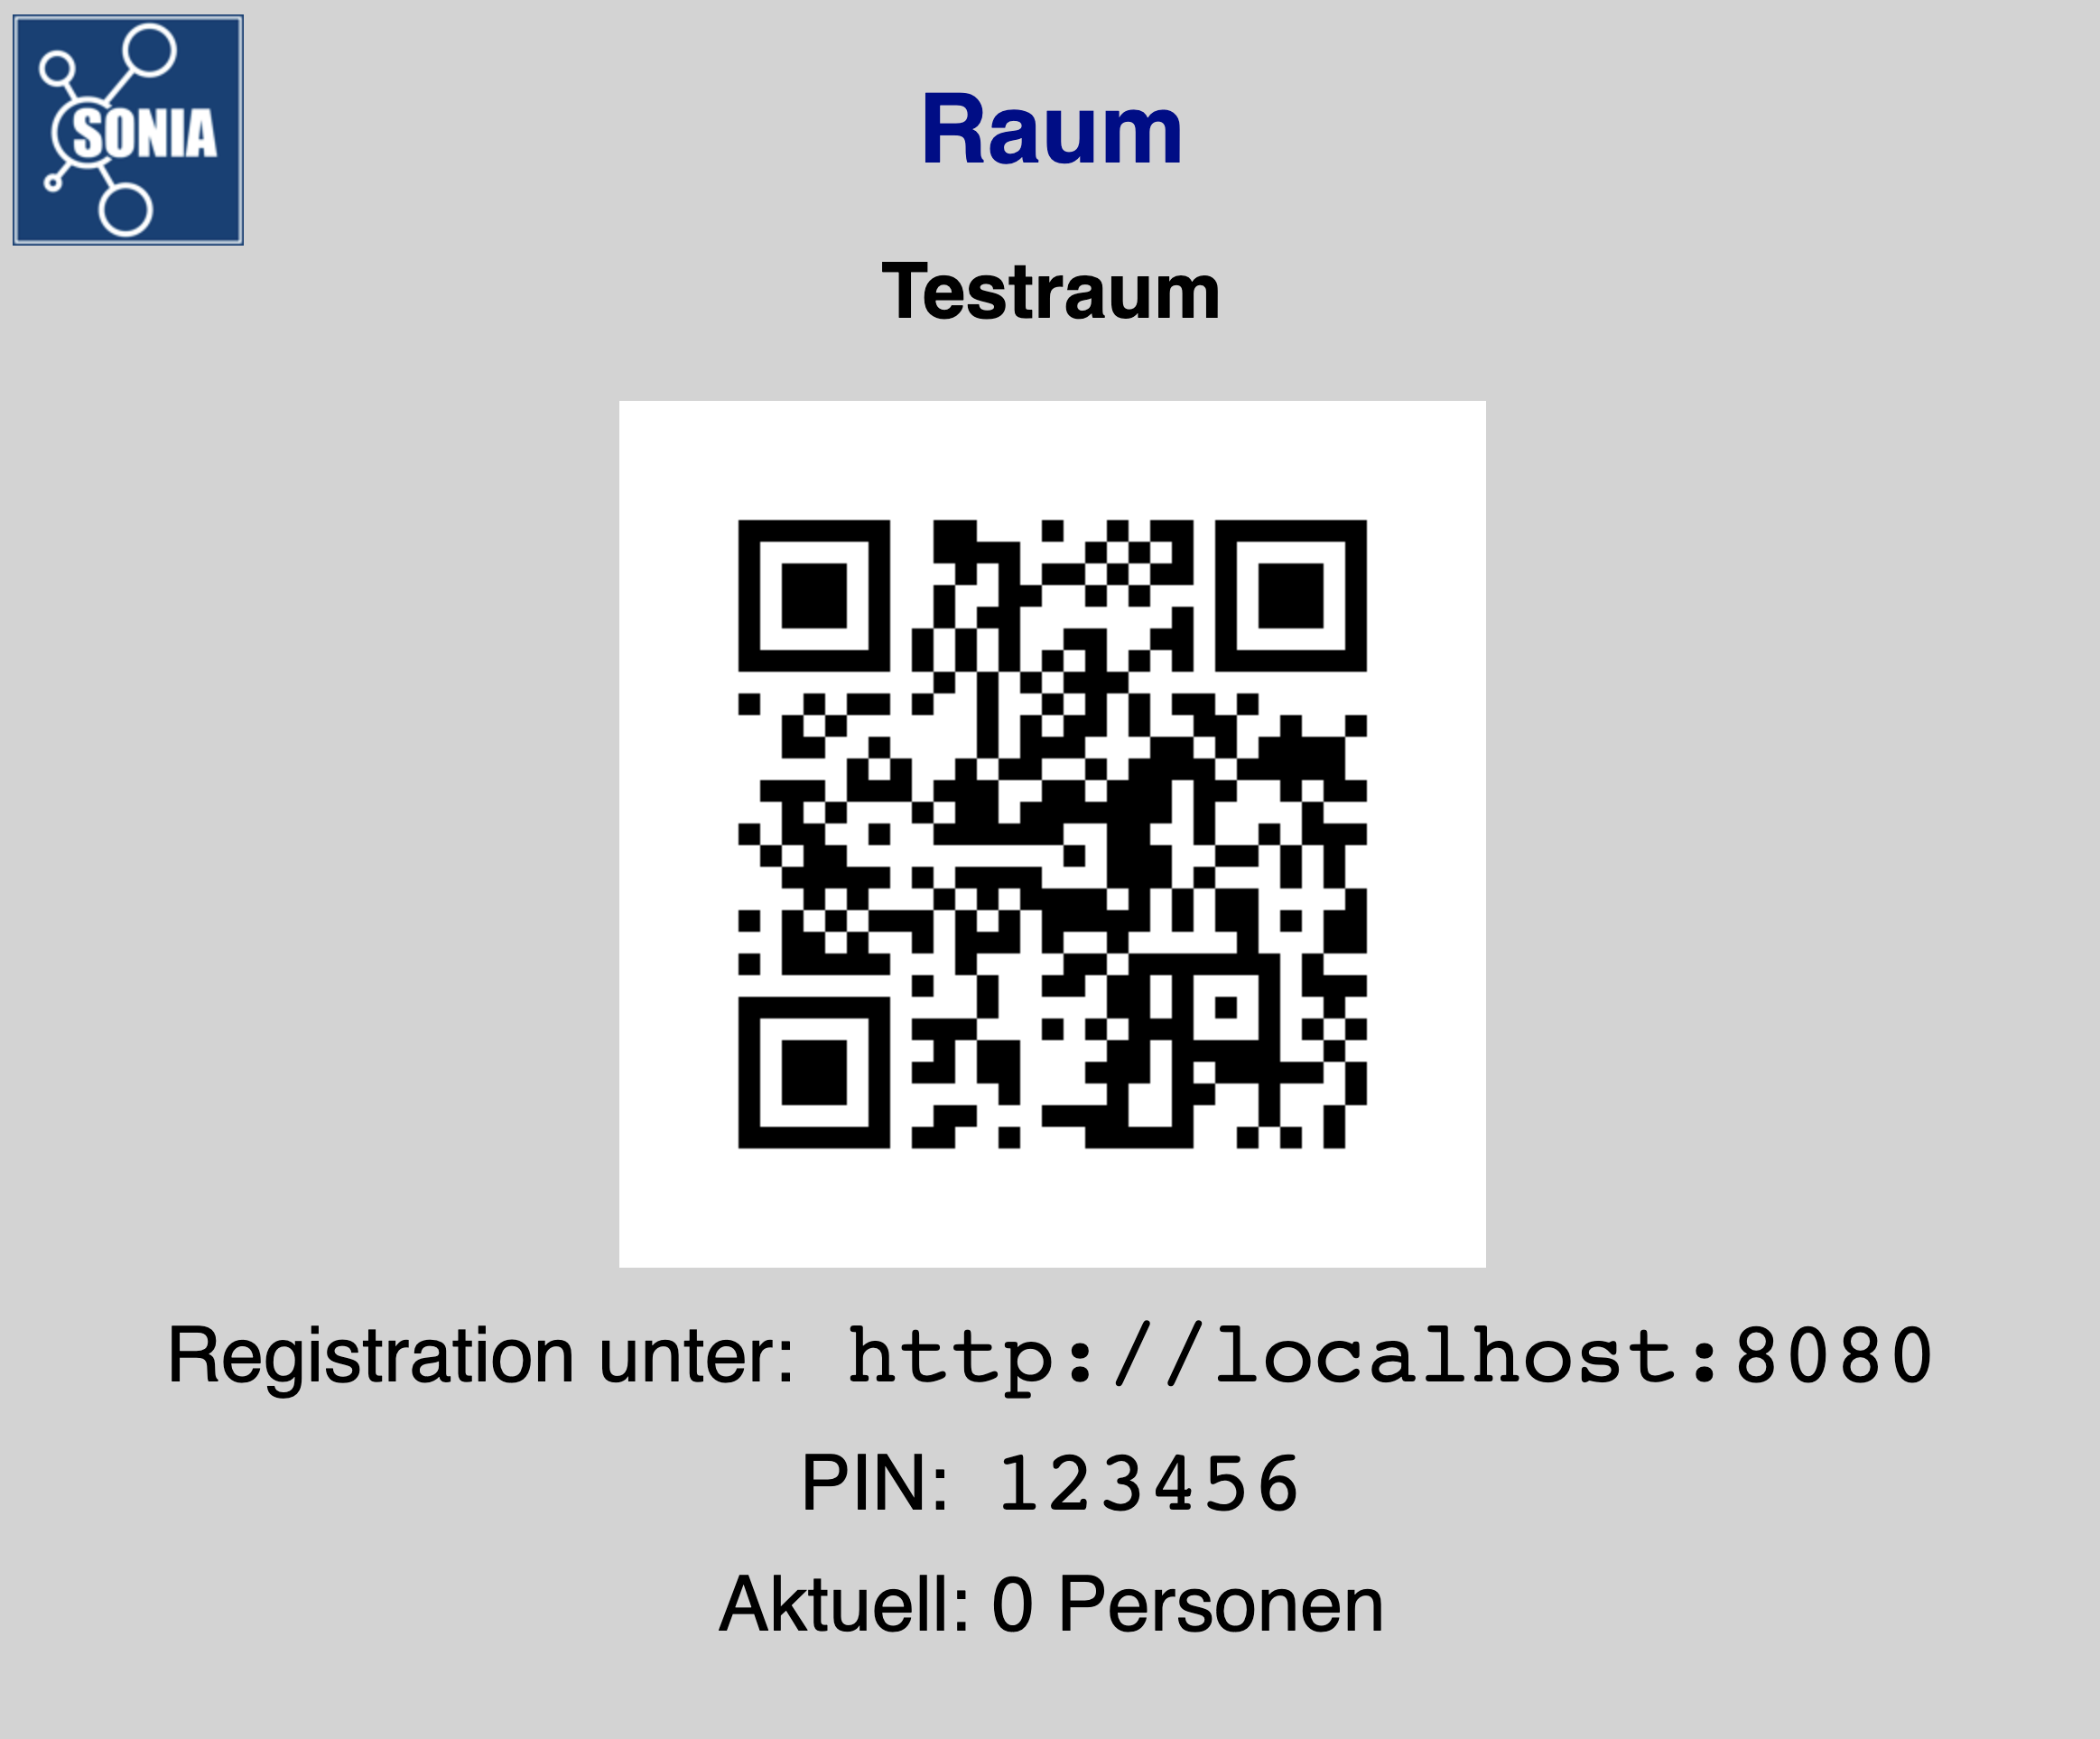 SONIA
Raum
Testraum
Registration unter: http://localhost:8080
PIN: 123456
Aktuell: 0 Personen